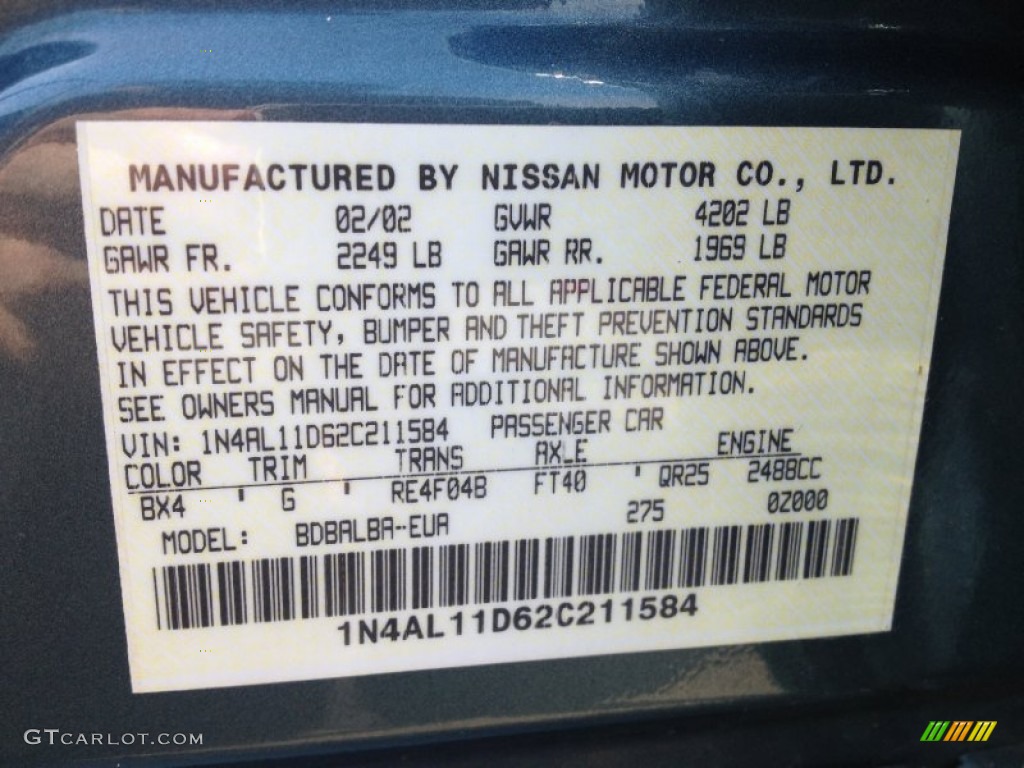 MANUFACTURED BY NISSAN MOTOR CO., LTD.
DATE 02/02 GVWR 4202 LB
GAWR FR. 2249 LB GAWR RR. 1969 LB
THIS VEHICLE CONFORMS TO ALL APPLICABLE FEDERAL MOTOR
VEHICLE SAFETY, BUMPER AND THEFT PREVENTION STANDARDS
IN EFFECT ON THE DATE OF MANUFACTURE SHOWN ABOVE.
SEE OWNERS MANUAL FOR ADDITIONAL INFORMATION.
VIN: 1N4AL11D62C211584 PASSENGER CAR
COLOR TRIM TRANS AXLE ENGINE
BX4 ' G ' RE4F04B FT40 ' QR25 2488CC
MODEL: BDBALBA-EUA 275 0Z000
1N4AL11D62C211584
GTCARLOT.COM